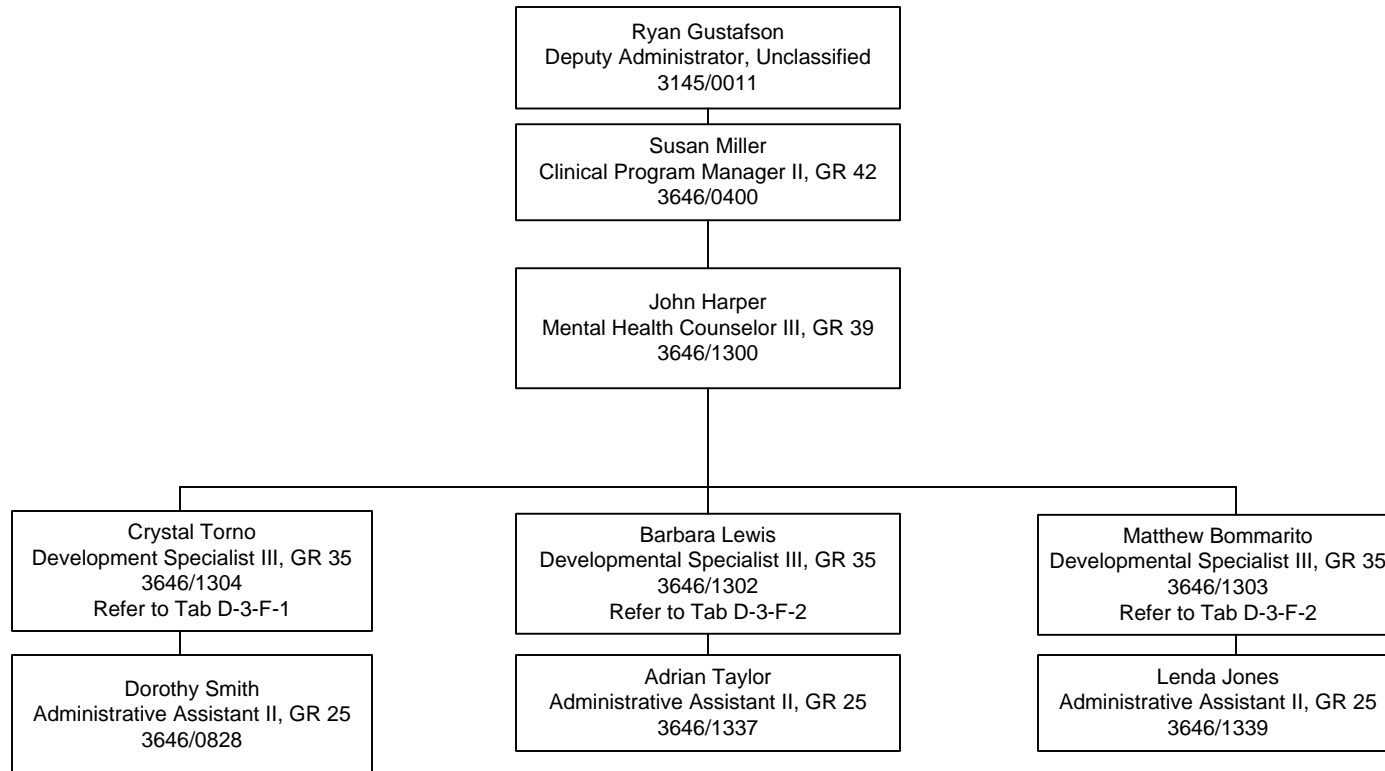 Ryan Gustafson
Deputy Administrator, Unclassified
3145/0011
Susan Miller
Clinical Program Manager II, GR 42
3646/0400
John Harper
Mental Health Counselor III, GR 39
3646/1300
Crystal Torno
Development Specialist III, GR 35
3646/1304
Refer to Tab D-3-F-1
Barbara Lewis
Developmental Specialist III, GR 35
3646/1302
Refer to Tab D-3-F-2
Matthew Bommarito
Developmental Specialist III, GR 35
3646/1303
Refer to Tab D-3-F-2
Dorothy Smith
Administrative Assistant II, GR 25
3646/0828
Adrian Taylor
Administrative Assistant II, GR 25
3646/1337
Lenda Jones
Administrative Assistant II, GR 25
3646/1339